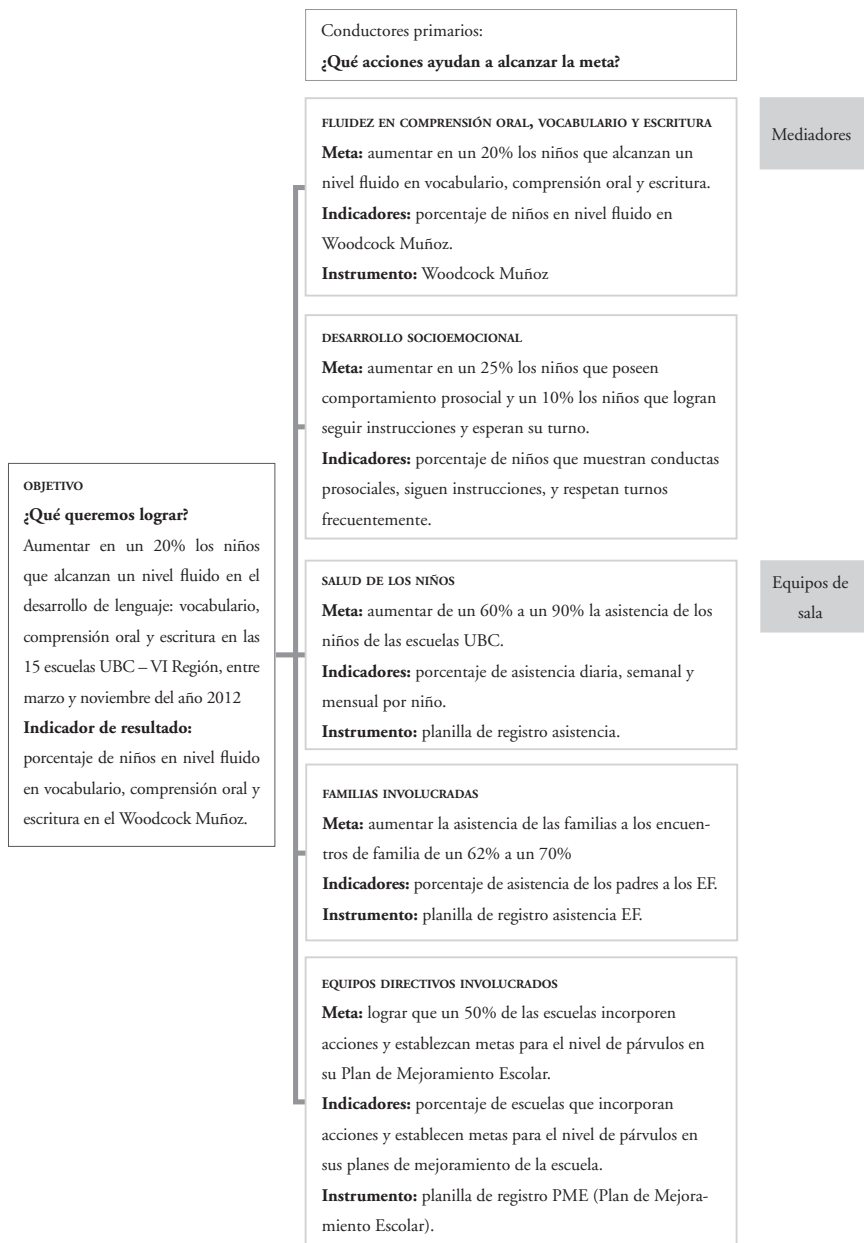 Conductores primarios:
¿Qué acciones ayudan a alcanzar la meta?
FLUIDEZ EN COMPRENSIÓN ORAL, VOCABULARIO Y ESCRITURA
Meta: aumentar en un 20% los niños que alcanzan un
nivel fluido en vocabulario, comprensión oral y escritura.
Indicadores: porcentaje de niños en nivel fluido en
Woodcock Muñoz.
Instrumento: Woodcock Muñoz
Mediadores
DESARROLLO SOCIOEMOCIONAL
Meta: aumentar en un 25% los niños que poseen
comportamiento prosocial y un 10% los niños que logran
seguir instrucciones y esperan su turno.
Indicadores: porcentaje de niños que muestran conductas
prosociales, siguen instrucciones, y respetan turnos
frecuentemente.
OBJETIVO
¿Qué queremos lograr?
Aumentar en un 20% los niños
que alcanzan un nivel fluido en el
desarrollo de lenguaje: vocabulario,
comprensión oral y escritura en las
15 escuelas UBC – VI Región, entre
marzo y noviembre del año 2012
Indicador de resultado:
porcentaje de niños en nivel fluido
en vocabulario, comprensión oral y
escritura en el Woodcock Muñoz.
SALUD DE LOS NIÑOS
Meta: aumentar de un 60% a un 90% la asistencia de los
niños de las escuelas UBC.
Indicadores: porcentaje de asistencia diaria, semanal y
mensual por niño.
Instrumento: planilla de registro asistencia.
Equipos de
sala
FAMILIAS INVOLUCRADAS
Meta: aumentar la asistencia de las familias a los encuen-
tros de familia de un 62% a un 70%
Indicadores: porcentaje de asistencia de los padres a los EF.
Instrumento: planilla de registro asistencia EF.
EQUIPOS DIRECTIVOS INVOLUCRADOS
Meta: lograr que un 50% de las escuelas incorporen
acciones y establezcan metas para el nivel de párvulos en
su Plan de Mejoramiento Escolar.
Indicadores: porcentaje de escuelas que incorporan
acciones y establecen metas para el nivel de párvulos en
sus planes de mejoramiento de la escuela.
Instrumento: planilla de registro PME (Plan de Mejora-
miento Escolar).